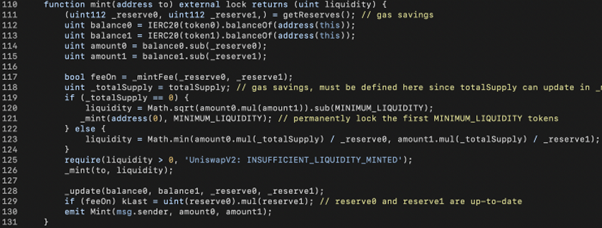 110 function mint(address to) external lock returns (uint liquidity) {
111 (uint112 _reserve0, uint112 _reserve1,) = getReserves(); // gas savings
112 uint balance0 = IERC20(token0).balanceOf(address(this));
113 uint balance1 = IERC20(token1).balanceOf(address(this));
114 uint amount0 = balance0.sub(_reserve0);
115 uint amount1 = balance1.sub(_reserve1);
116
117 bool feeOn = _mintFee(_reserve0, _reserve1);
118 uint _totalSupply = totalSupply; // gas savings, must be defined here since totalSupply can update in _
119 if (_totalSupply == 0) {
120 liquidity = Math.sqrt(amount0.mul(amount1)).sub(MINIMUM_LIQUIDITY);
121 _mint(address(0), MINIMUM_LIQUIDITY); // permanently lock the first MINIMUM_LIQUIDITY tokens
122 } else {
123 liquidity = Math.min(amount0.mul(_totalSupply) / _reserve0, amount1.mul(_totalSupply) / _reserve1);
124 }
125 require(liquidity > 0, 'UniswapV2: INSUFFICIENT_LIQUIDITY_MINTED');
126 _mint(to, liquidity);
127
128 _update(balance0, balance1, _reserve0, _reserve1);
129 if (feeOn) kLast = uint(reserve0).mul(reserve1); // reserve0 and reserve1 are up-to-date
130 emit Mint(msg.sender, amount0, amount1);
131 }